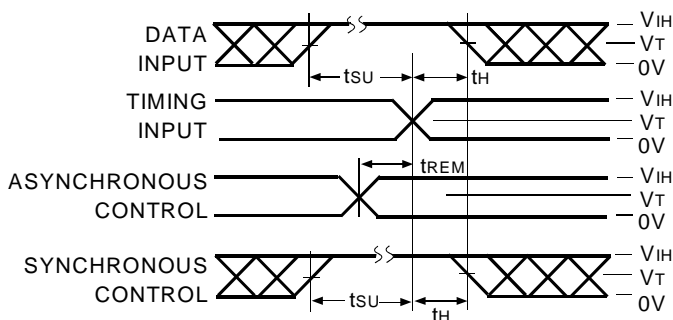 DATA INPUT
VIH
VT
0V
tSU
tH
TIMING INPUT
VIH
VT
0V
tREM
ASYNCHRONOUS CONTROL
VIH
VT
0V
SYNCHRONOUS CONTROL
VIH
VT
0V
tSU
tH